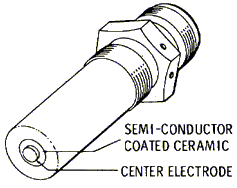 SEMI-CONDUCTOR
COATED CERAMIC
CENTER ELECTRODE